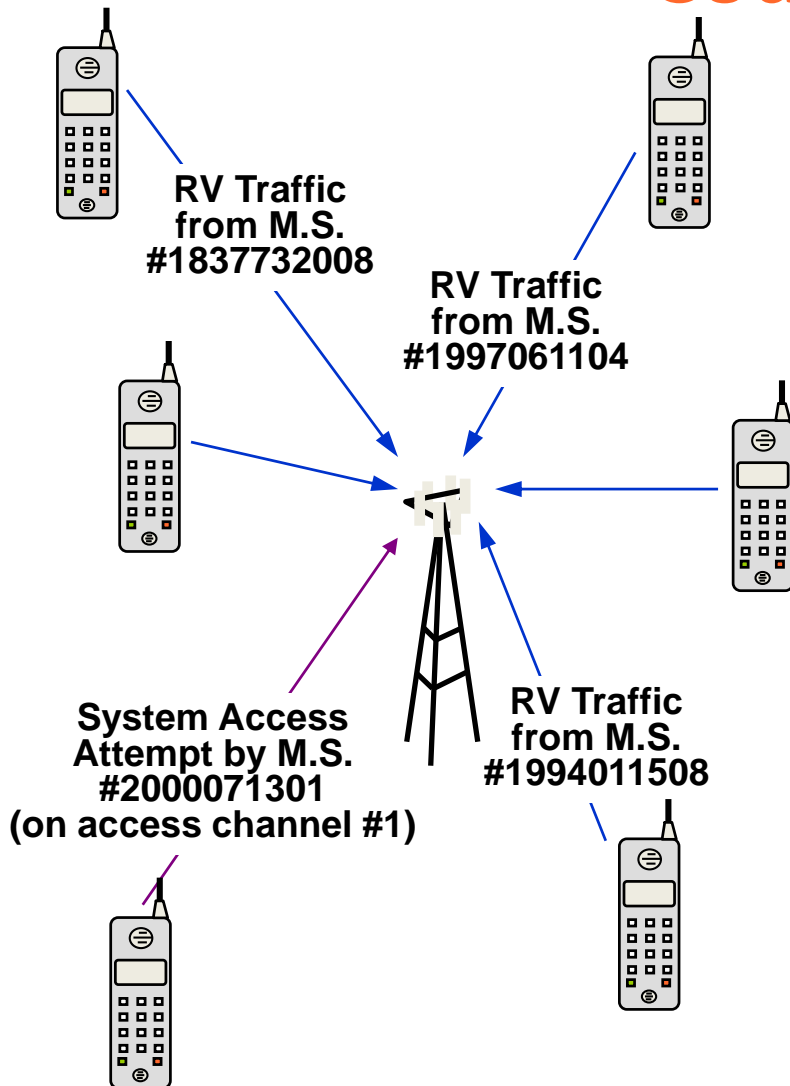 RV Traffic
from M.S.
#1837732008
RV Traffic
from M.S.
#1997061104
System Access
Attempt by M.S.
#2000071301
(on access channel #1)
RV Traffic
from M.S.
#1994011508